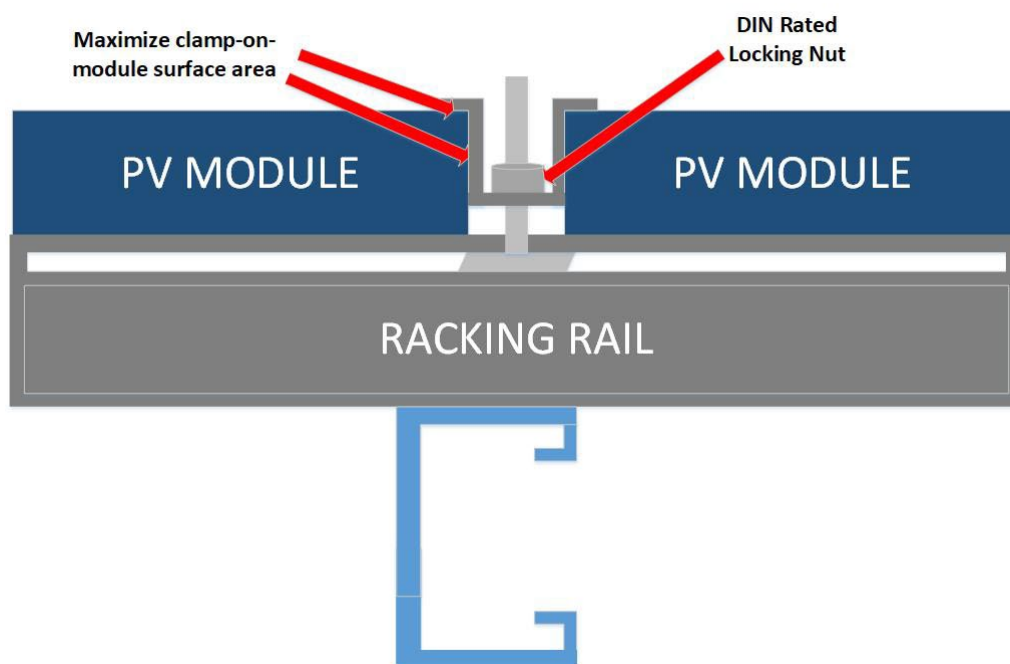 Maximize clamp-on-
module surface area
DIN Rated
Locking Nut
PV MODULE
PV MODULE
RACKING RAIL